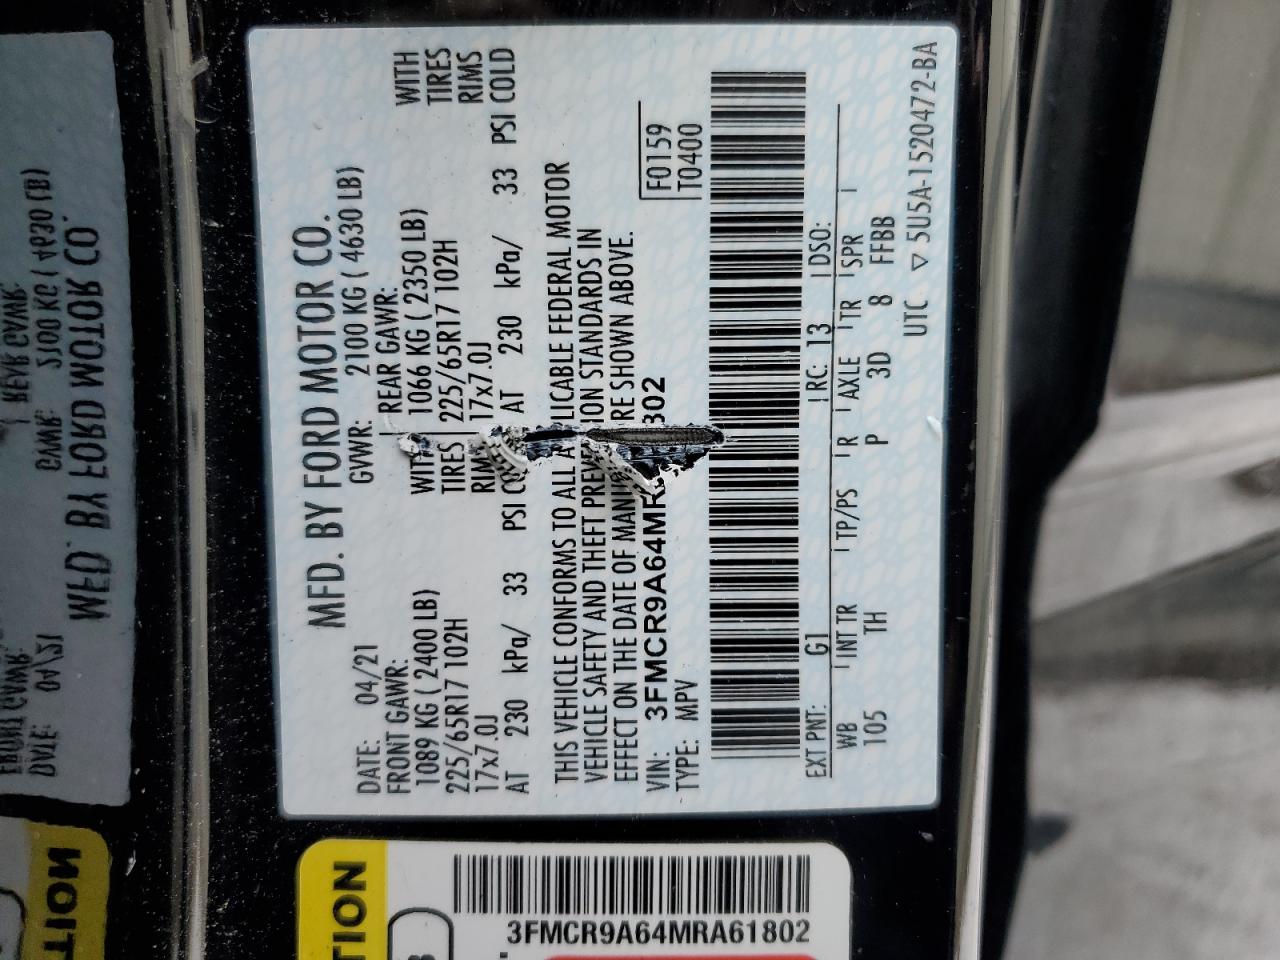 MFD. BY FORD MOTOR CO.
DATE: 04/21 GVWR: 2100 KG ( 4630 LB)
FRONT GAWR: REAR GAWR:
1089 KG ( 2400 LB) WITH 1066 KG ( 2350 LB) WITH
225/65R17 102H TIRES 225/65R17 102H TIRES
17x7.0J RIMS 17x7.0J RIMS
AT 230 kPa/ 33 PSI AT 230 kPa/ 33 PSI COLD
THIS VEHICLE CONFORMS TO ALL FEDERAL MOTOR
VEHICLE SAFETY AND THEFT STANDARDS IN
EFFECT ON THE DATE OF SHOWN ABOVE.
VIN: 3FMCR9A64MR 302 F0159
TYPE: MPV T0400
EXT PNT: G1 RC: 13 DSO:
WB INT TR TP/PS R AXLE TR SPR
105 TH P 3D 8 FFBB
UTC ▽ 5U5A-1520472-BA
TION
3FMCR9A64MRA61802